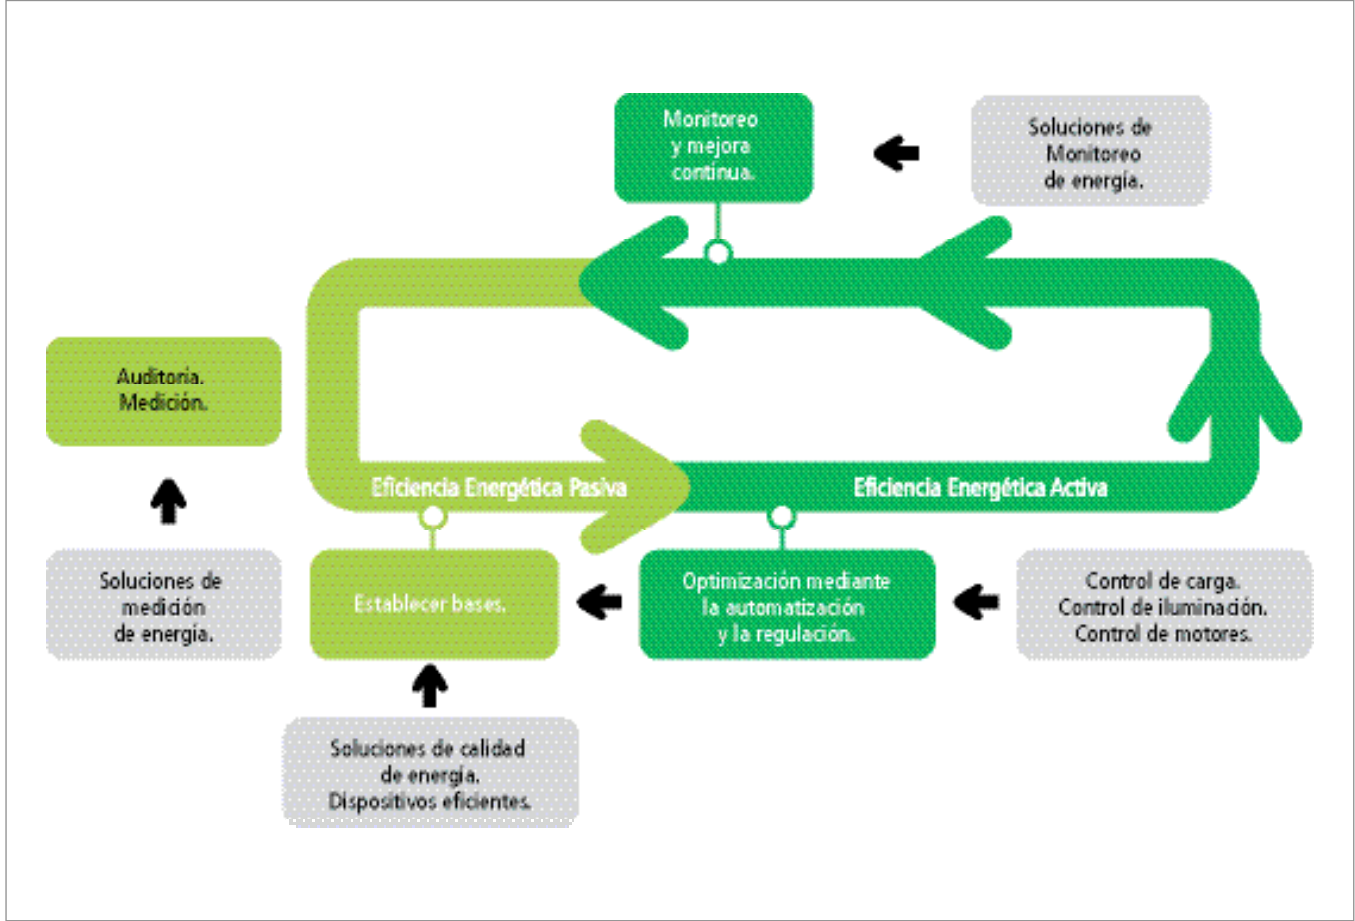 Monitoreo
y mejora
continua.
Soluciones de
Monitoreo
de energía.
Auditoría.
Medición.
Eficiencia Energética Pasiva
Eficiencia Energética Activa
Soluciones de
medición
de energía.
Establecer bases.
Optimización mediante
la automatización
y la regulación.
Control de carga.
Control de iluminación.
Control de motores.
Soluciones de calidad
de energía.
Dispositivos eficientes.